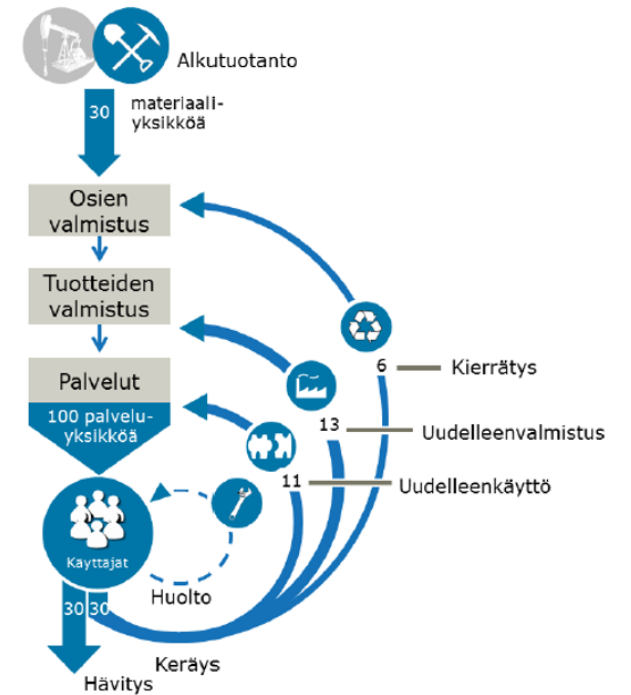 Alkutuotanto
30
materiaali-
yksikköä
Osien
valmistus
Tuotteiden
valmistus
Palvelut
100 palvelu-
yksikköä
6
Kierrätys
13
Uudelleenvalmistus
11
Uudelleenkäyttö
Käyttajat
Huolto
30 30
Keräys
Hävitys